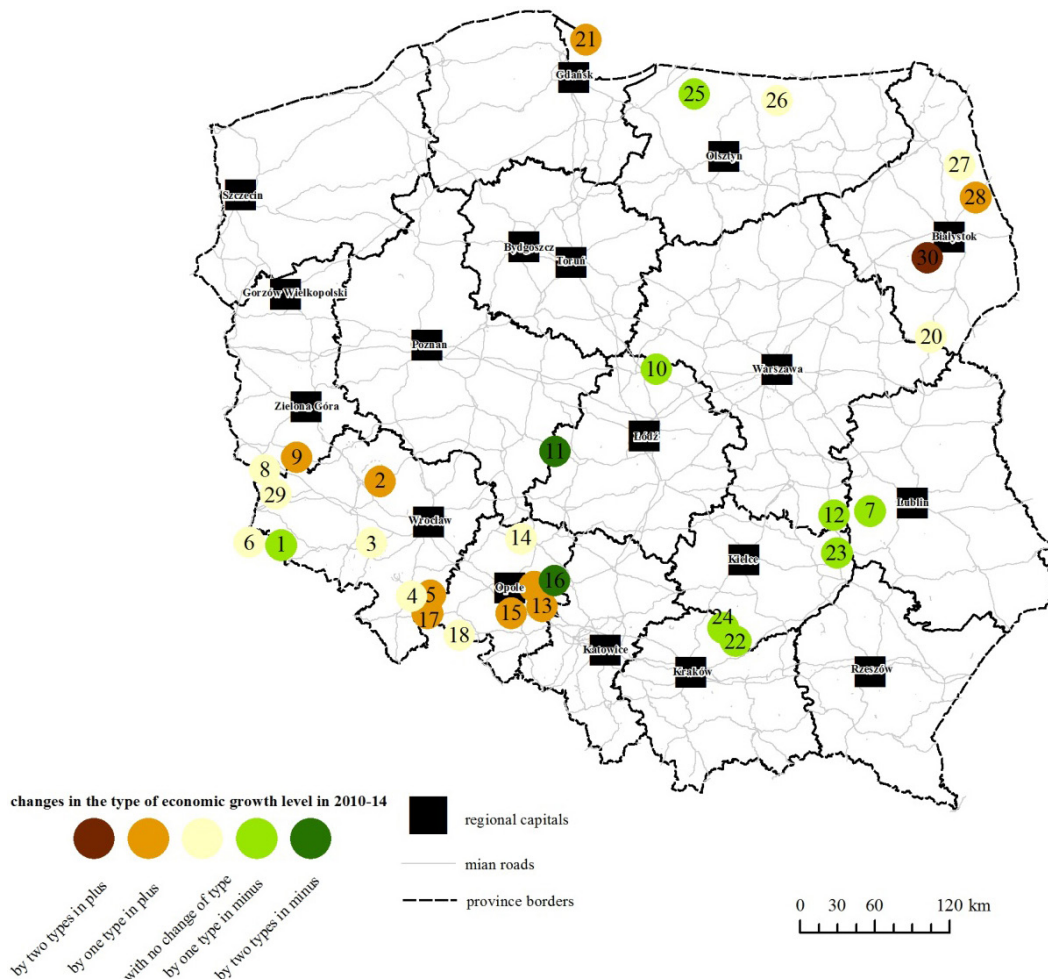 21
Gdańsk
25
26
Olsztyn
27
Szczecin
28
Białystok
Bydgoszcz
Toruń
30
Gorzów Wielkopolski
20
Poznań
10
Warszawa
Zielona Góra
Łódź
9
11
8
2
29
Lublin
7
12
Wrocław
14
6
1
3
23
Kielce
Opole
16
4
5
13
15
17
24
18
22
Katowice
Kraków
Rzeszów
changes in the type of economic growth level in 2010-14
by two types in plus
by one type in plus
with no change of type
by one type in minus
by two types in minus
regional capitals
mian roads
province borders
0 30 60 120 km